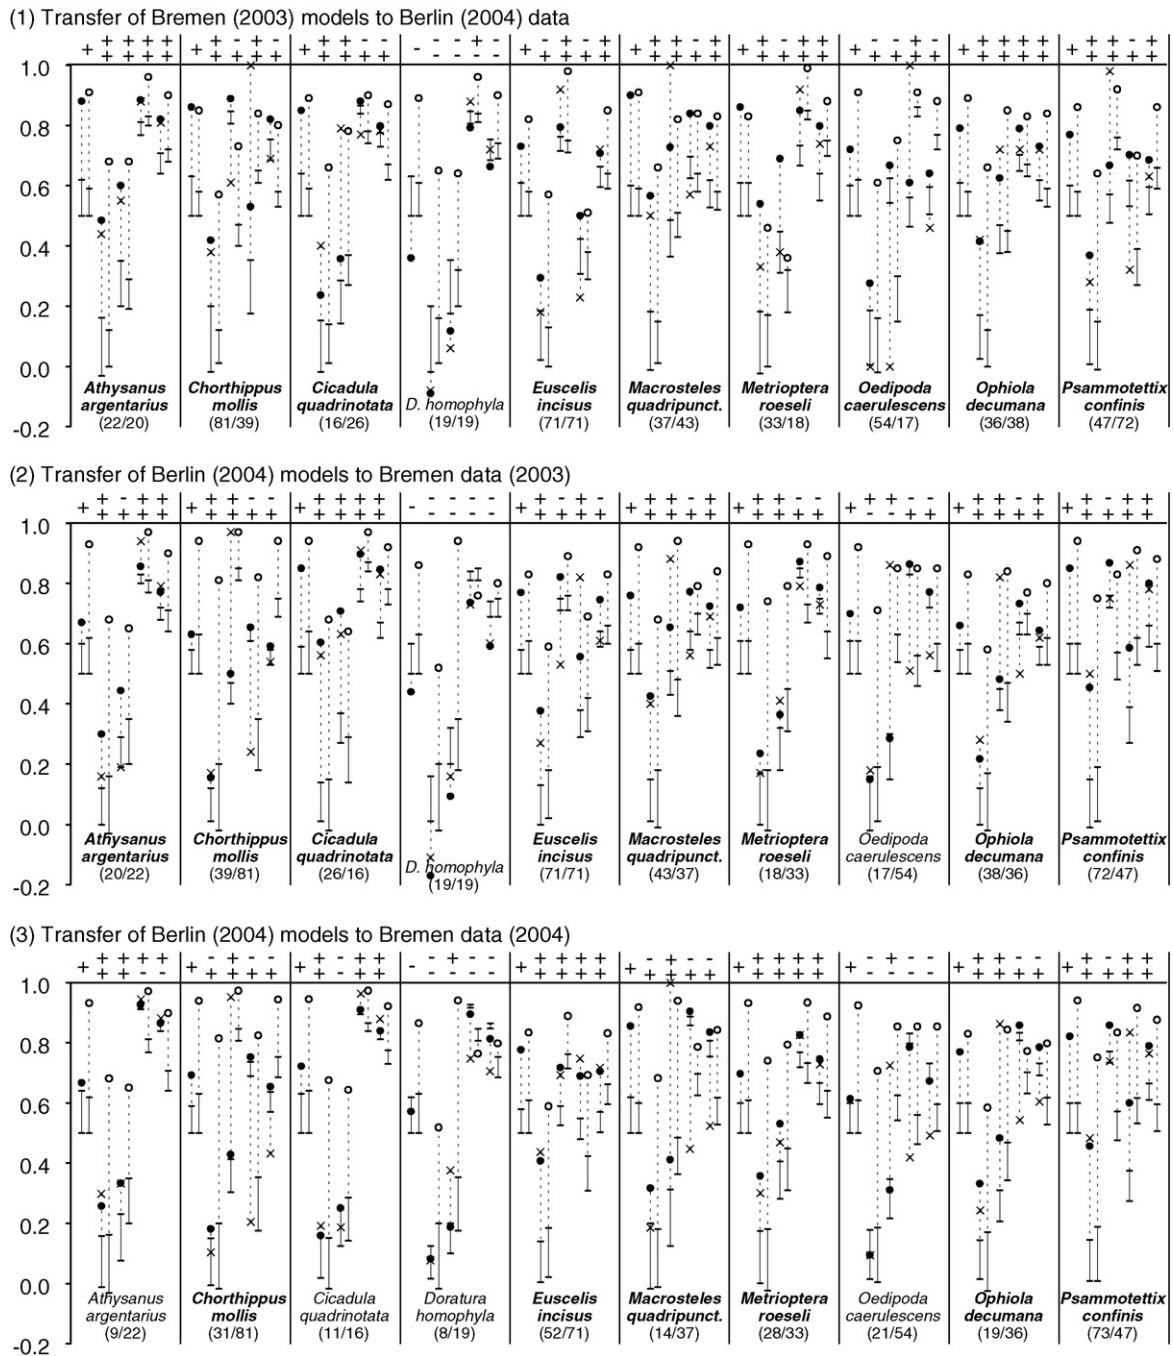 (1) Transfer of Bremen (2003) models to Berlin (2004) data
1.0
0.8
0.6
0.4
0.2
0.0
Athysanus Chorthippus Cicadula D. homophyla Euscelis Macrosteles Metrioptera Oedipoda Ophiola Psammotettix
argentarius mollis quadrinotata incisus quadripunct. roeseli caerulescens decumana confinis
(22/20) (81/39) (16/26) (19/19) (71/71) (37/43) (33/18) (54/17) (36/38) (47/72)
-0.2
(2) Transfer of Berlin (2004) models to Bremen data (2003)
1.0
0.8
0.6
0.4
0.2
0.0
Athysanus Chorthippus Cicadula D. homophyla Euscelis Macrosteles Metrioptera Oedipoda Ophiola Psammotettix
argentarius mollis quadrinotata incisus quadripunct. roeseli caerulescens decumana confinis
(20/22) (39/81) (26/16) (19/19) (71/71) (43/37) (18/33) (17/54) (38/36) (72/47)
-0.2
(3) Transfer of Berlin (2004) models to Bremen data (2004)
1.0
0.8
0.6
0.4
0.2
0.0
Athysanus Chorthippus Cicadula Doratura Euscelis Macrosteles Metrioptera Oedipoda Ophiola Psammotettix
argentarius mollis quadrinotata homophyla incisus quadripunct. roeseli caerulescens decumana confinis
(9/22) (31/81) (11/16) (8/19) (52/71) (14/37) (28/33) (21/54) (19/36) (73/47)
-0.2